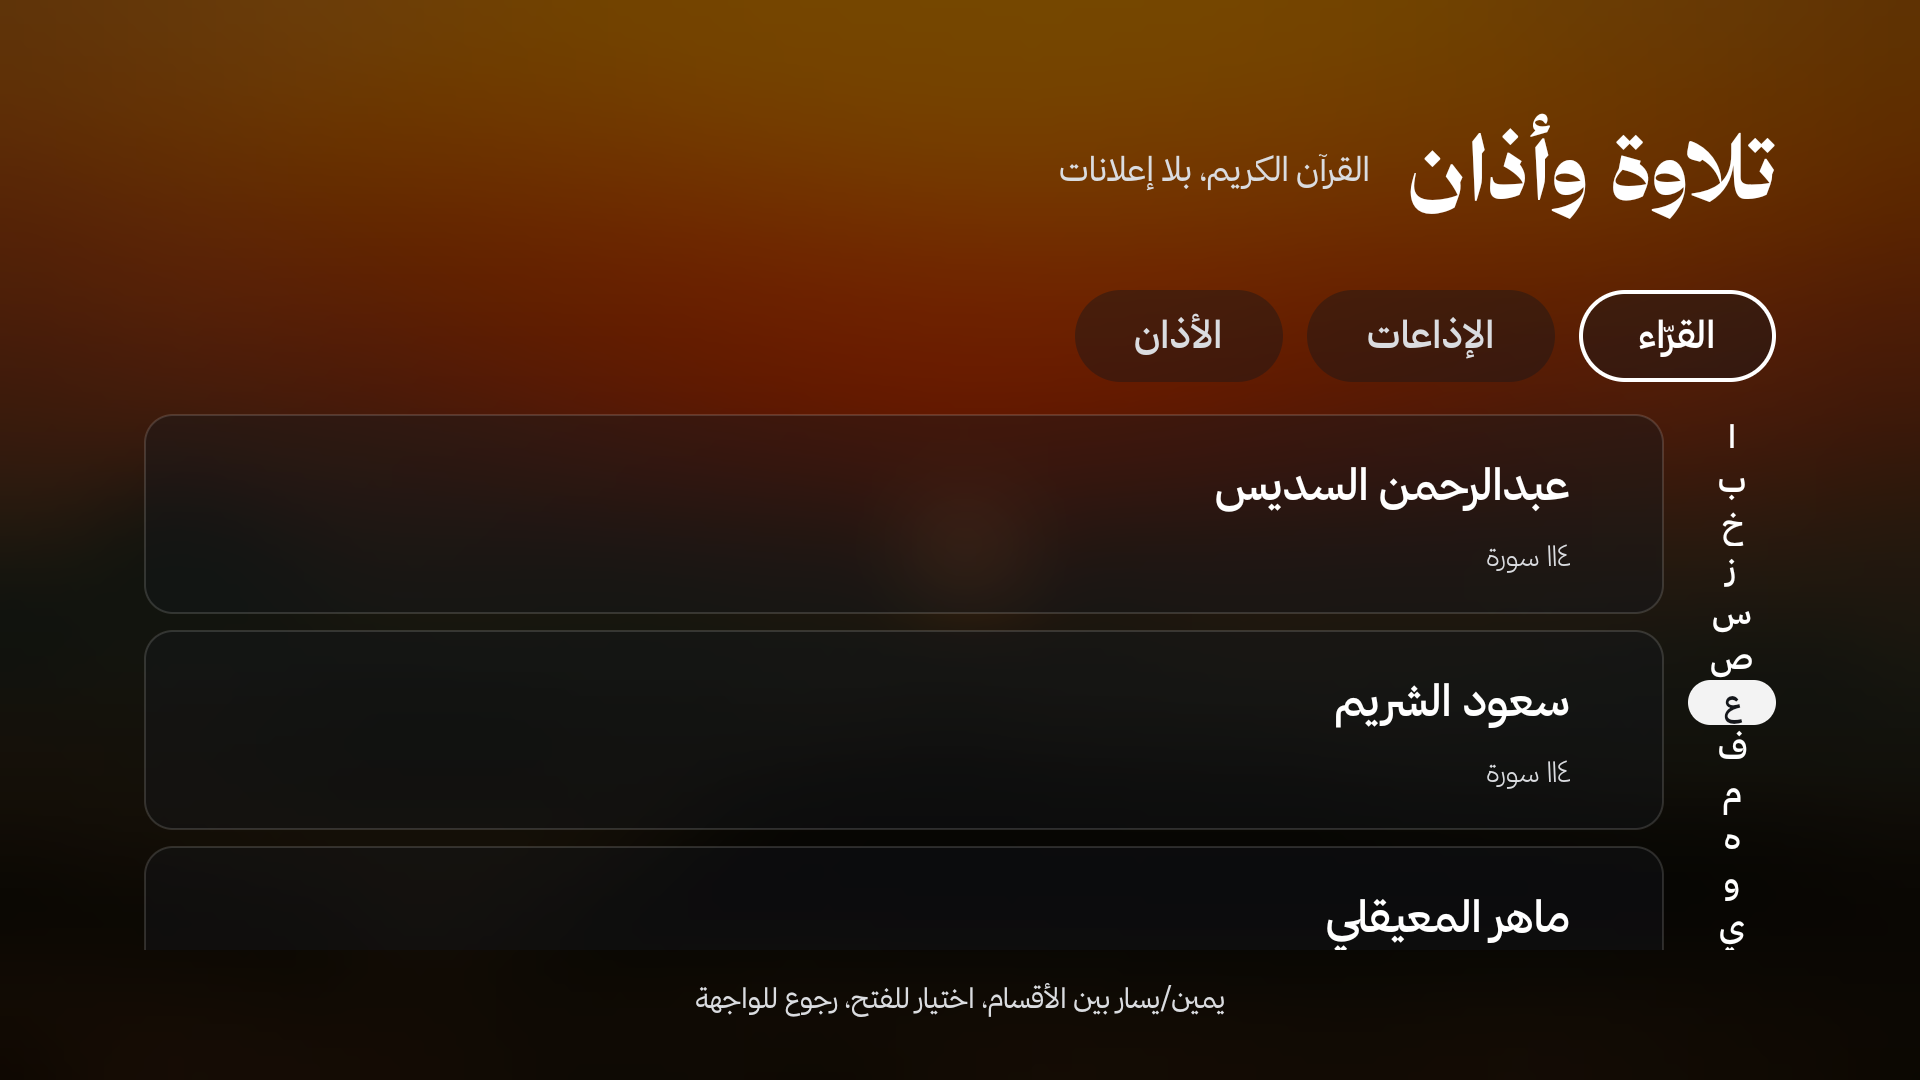 تلاوة وأذان
القرآن الكريم، بلا إعلانات
القرّاء
الإذاعات
الأذان
ا
ب
خ
ز
س
ص
ع
ف
م
ه
و
ي
عبدالرحمن السديس
١١٤ سورة
سعود الشريم
١١٤ سورة
ماهر المعيقلي
يمين/يسار بين الأقسام، اختيار للفتح، رجوع للواجهة